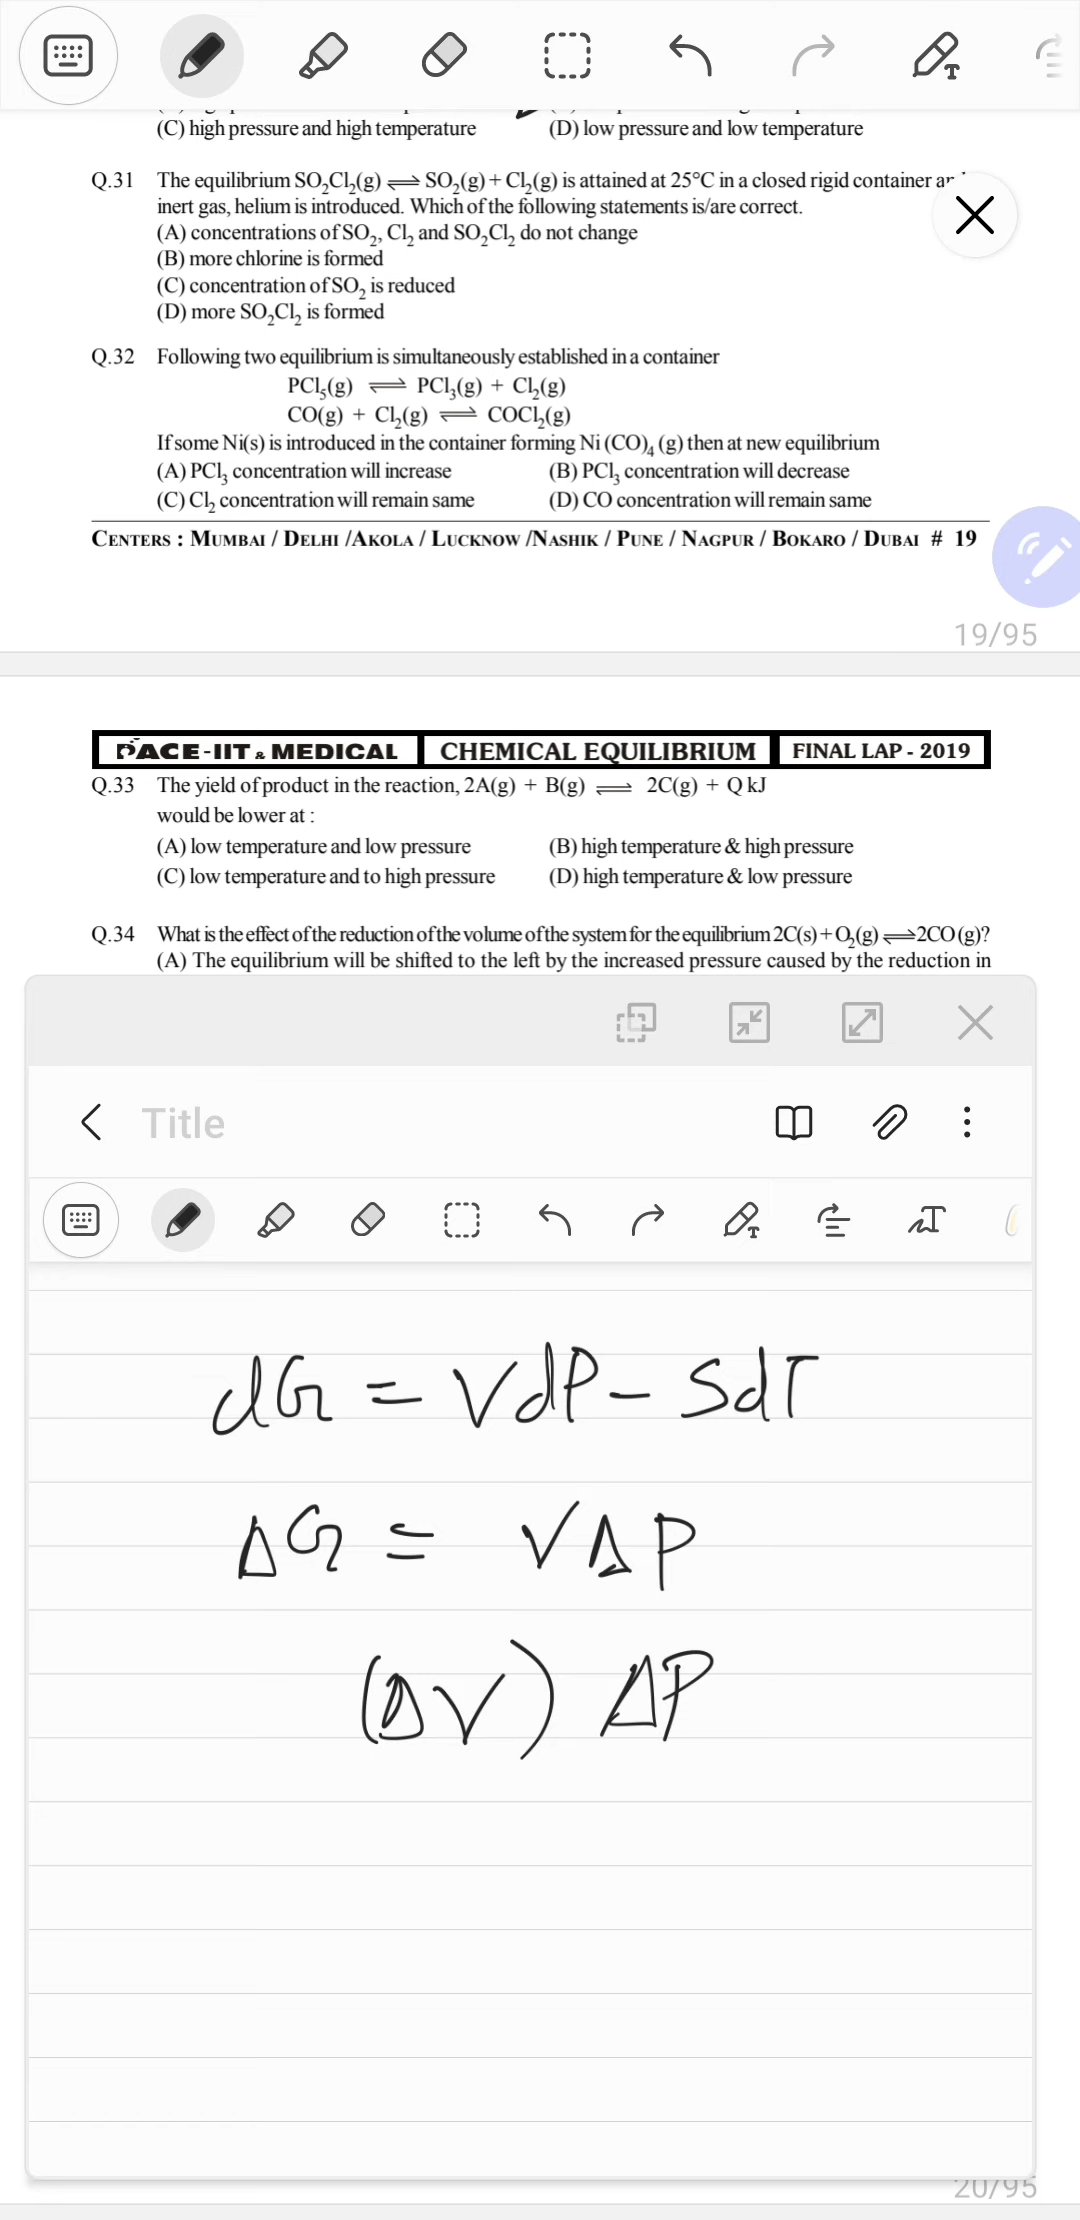 (C) high pressure and high temperature (D) low pressure and low temperature
Q.31 The equilibrium SO₂Cl₂(g) ⇌ SO₂(g) + Cl₂(g) is attained at 25°C in a closed rigid container
inert gas, helium is introduced. Which of the following statements is/are correct.
(A) concentrations of SO₂, Cl₂ and SO₂Cl₂ do not change
(B) more chlorine is formed
(C) concentration of SO₂ is reduced
(D) more SO₂Cl₂ is formed
Q.32 Following two equilibrium is simultaneously established in a container
PCl₅(g) ⇌ PCl₃(g) + Cl₂(g)
CO(g) + Cl₂(g) ⇌ COCl₂(g)
If some Ni(s) is introduced in the container forming Ni (CO)₄ (g) then at new equilibrium
(A) PCl₃ concentration will increase (B) PCl₃ concentration will decrease
(C) Cl₂ concentration will remain same (D) CO concentration will remain same
CENTERS : MUMBAI / DELHI /AKOLA / LUCKNOW /NASHIK / PUNE / NAGPUR / BOKARO / DUBAI # 19
19/95
PACE-IIT & MEDICAL CHEMICAL EQUILIBRIUM FINAL LAP - 2019
Q.33 The yield of product in the reaction, 2A(g) + B(g) ⇌ 2C(g) + Q kJ
would be lower at :
(A) low temperature and low pressure (B) high temperature & high pressure
(C) low temperature and to high pressure (D) high temperature & low pressure
Q.34 What is the effect of the reduction of the volume of the system for the equilibrium 2C(s) + O₂(g) ⇌ 2CO (g)?
(A) The equilibrium will be shifted to the left by the increased pressure caused by the reduction in
Title
dG = VdP - SdT
ΔG = VΔP
(ΔV) ΔP
20/95